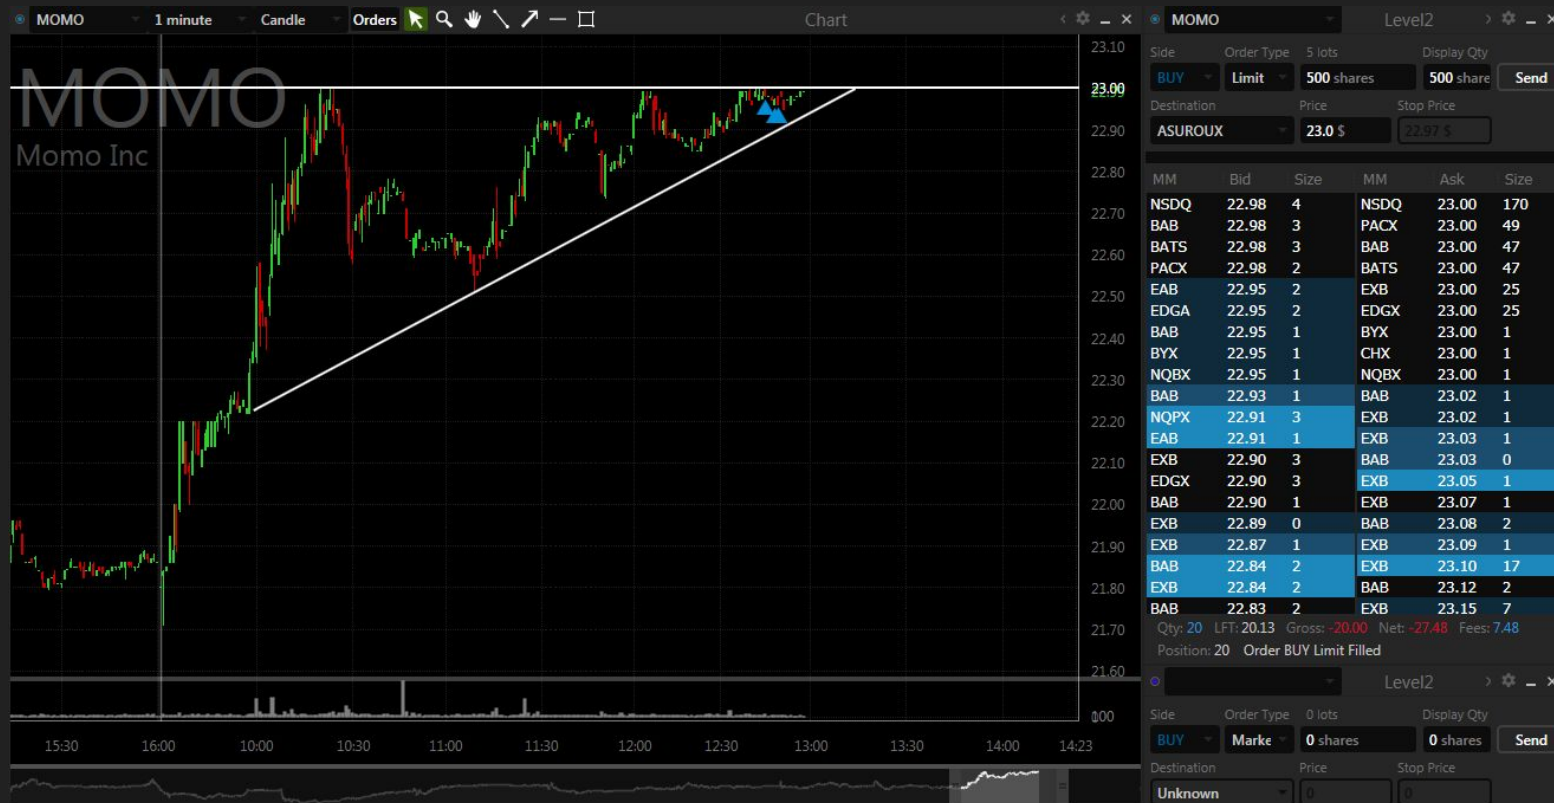 MOMO 1 minute Candle Orders Chart
MOMO
Momo Inc
23.10
23.00
22.90
22.80
22.70
22.60
22.50
22.40
22.30
22.20
22.10
22.00
21.90
21.80
21.70
21.60
15:30 16:00 10:00 10:30 11:00 11:30 12:00 12:30 13:00 13:30 14:00 14:23
MOMO Level2
Side Order Type 5 lots Display Qty
BUY Limit 500 shares 500 share Send
Destination Price Stop Price
ASUROUX 23.0 $ 22.97 $
MM Bid Size MM Ask Size
NSDQ 22.98 4 NSDQ 23.00 170
BAB 22.98 3 PACX 23.00 49
BATS 22.98 3 BAB 23.00 47
PACX 22.98 2 BATS 23.00 47
EAB 22.95 2 EXB 23.00 25
EDGA 22.95 2 EDGX 23.00 25
BAB 22.95 1 BYX 23.00 1
BYX 22.95 1 CHX 23.00 1
NQBX 22.95 1 NQBX 23.00 1
BAB 22.93 1 BAB 23.02 1
NQPX 22.91 3 EXB 23.02 1
EAB 22.91 1 EXB 23.03 1
EXB 22.90 3 BAB 23.03 0
EDGX 22.90 3 EXB 23.05 1
BAB 22.90 1 EXB 23.07 1
EXB 22.89 0 BAB 23.08 2
EXB 22.87 1 EXB 23.09 1
BAB 22.84 2 EXB 23.10 17
EXB 22.84 2 BAB 23.12 2
BAB 22.83 2 EXB 23.15 7
Qty: 20 LFT: 20.13 Gross: -20.00 Net: -27.48 Fees: 7.48
Position: 20 Order BUY Limit Filled
Level2
Side Order Type 0 lots Display Qty
BUY Marke 0 shares 0 shares Send
Destination Price Stop Price
Unknown 0 0